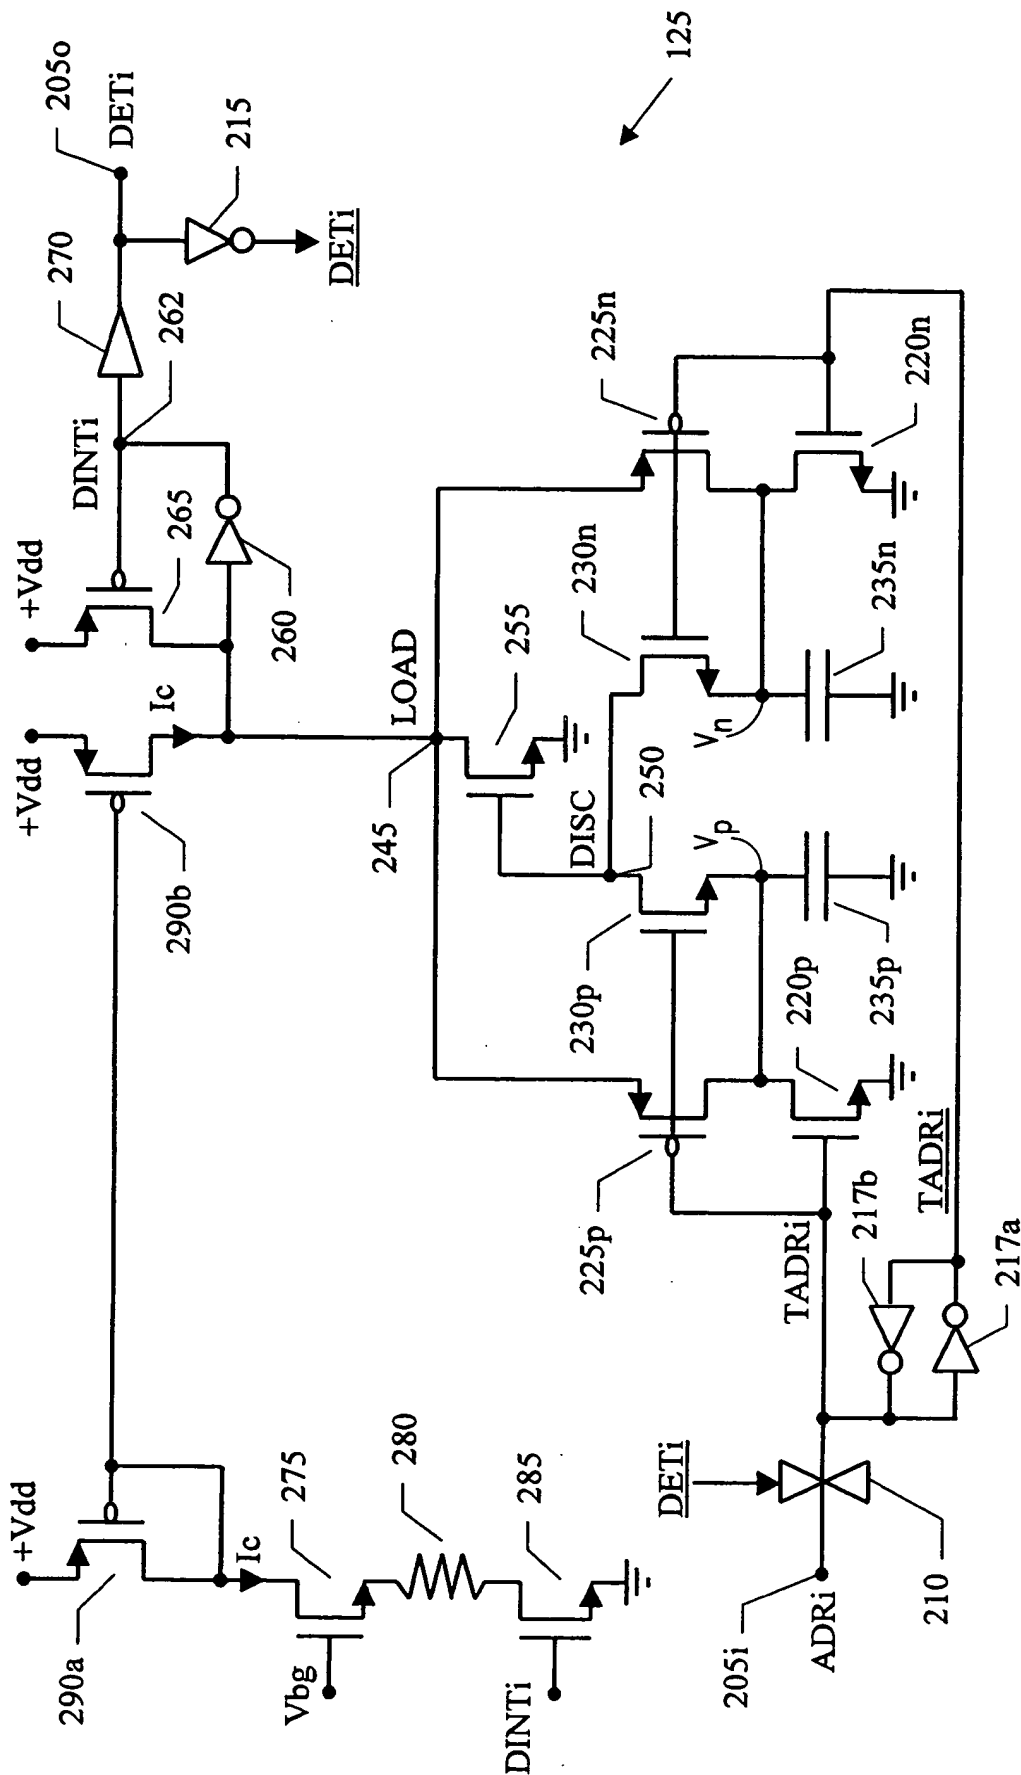 125
+Vdd
290a
Ic
Vbg
275
280
DINTi
285
+Vdd
290b
Ic
+Vdd
265
DINTi
260
262
270
DETi
205o
215
DETi
LOAD
245
255
DISC
250
230p
230n
225p
225n
Vp
Vn
220p
235p
235n
220n
TADRi
TADRi
217b
217a
DETi
205i
ADRi
210